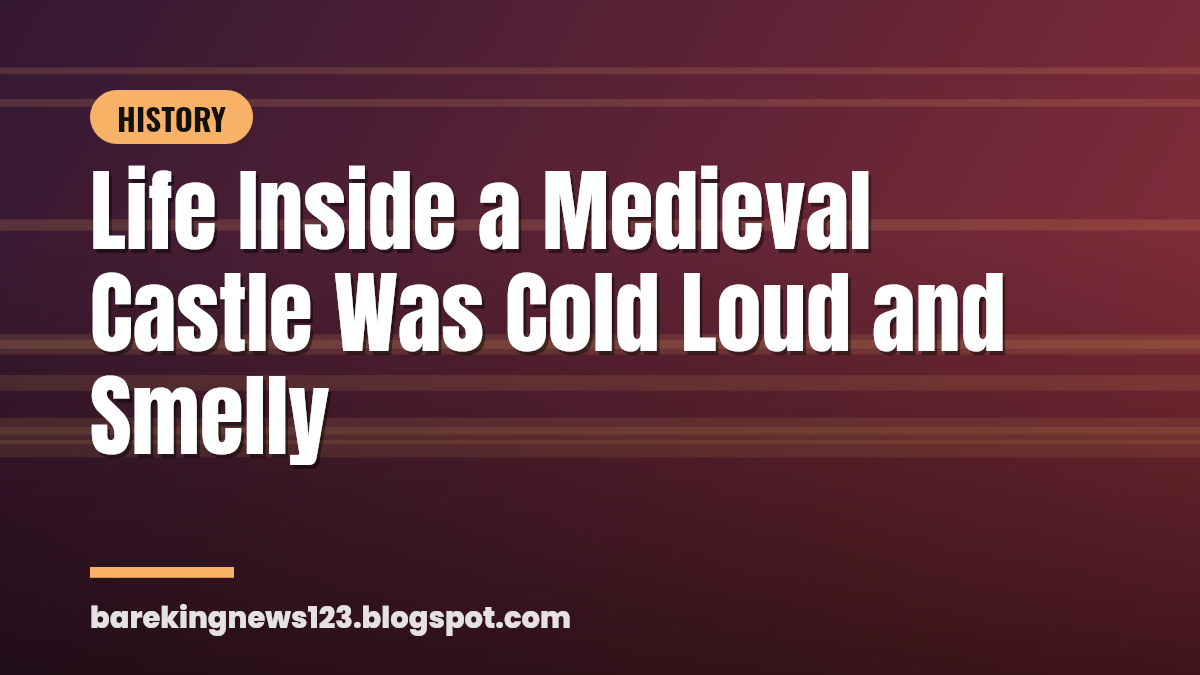 HISTORY
Life Inside a Medieval
Castle Was Cold Loud and
Smelly
barekingnews123.blogspot.com